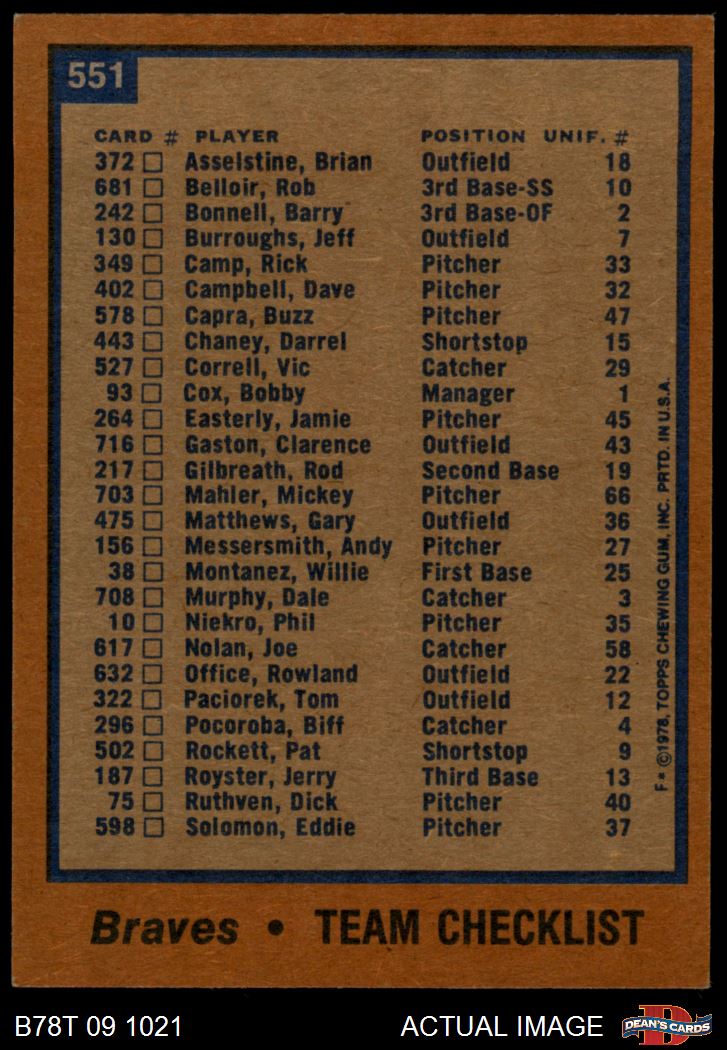 551
CARD # PLAYER POSITION UNIF. #
372 Asselstine, Brian Outfield 18
681 Belloir, Rob 3rd Base-SS 10
242 Bonnell, Barry 3rd Base-OF 2
130 Burroughs, Jeff Outfield 7
349 Camp, Rick Pitcher 33
402 Campbell, Dave Pitcher 32
578 Capra, Buzz Pitcher 47
443 Chaney, Darrel Shortstop 15
527 Correll, Vic Catcher 29
93 Cox, Bobby Manager 1
264 Easterly, Jamie Pitcher 45
716 Gaston, Clarence Outfield 43
217 Gilbreath, Rod Second Base 19
703 Mahler, Mickey Pitcher 66
475 Matthews, Gary Outfield 36
156 Messersmith, Andy Pitcher 27
38 Montanez, Willie First Base 25
708 Murphy, Dale Catcher 3
10 Niekro, Phil Pitcher 35
617 Nolan, Joe Catcher 58
632 Office, Rowland Outfield 22
322 Paciorek, Tom Outfield 12
296 Pocoroba, Biff Catcher 4
502 Rockett, Pat Shortstop 9
187 Royster, Jerry Third Base 13
75 Ruthven, Dick Pitcher 40
598 Solomon, Eddie Pitcher 37
F* ©1978, TOPPS CHEWING GUM, INC. PRTD. IN U.S.A.
Braves • TEAM CHECKLIST
B78T 09 1021 ACTUAL IMAGE
D
DEAN'S CARDS